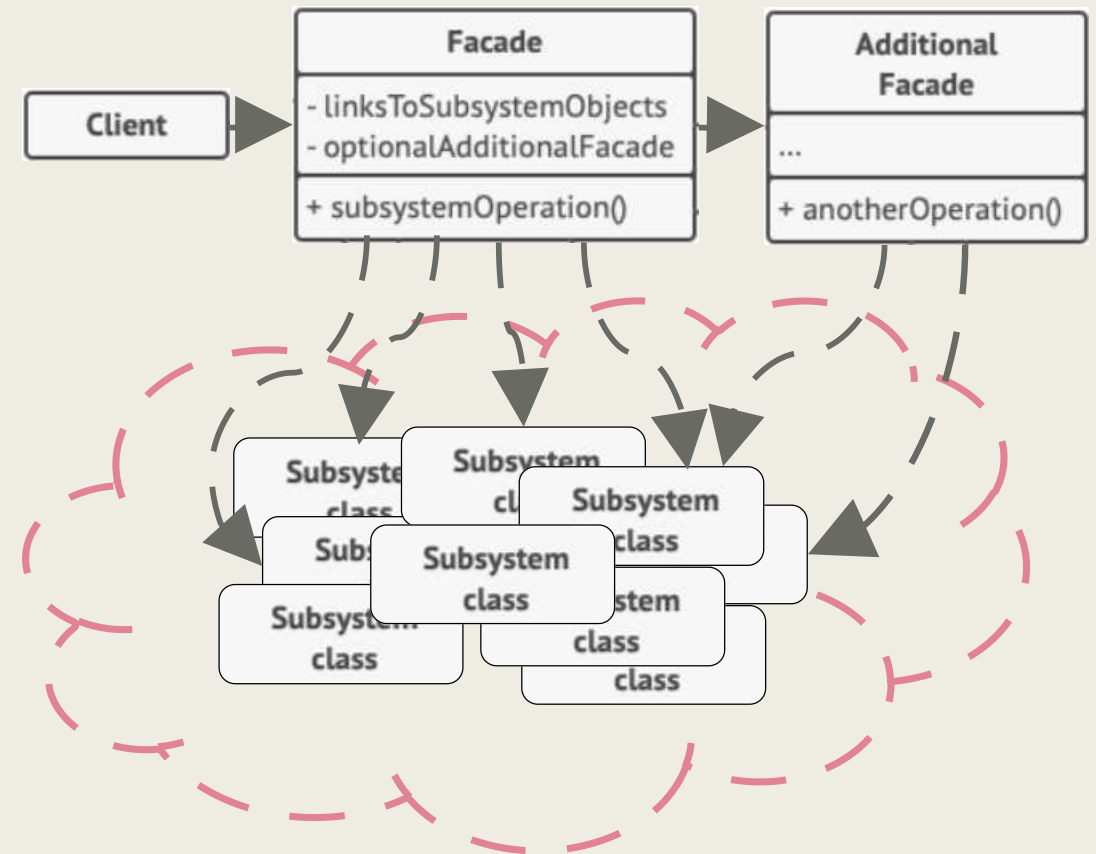 Facade
Additional
Facade
Client
- linksToSubsystemObjects
- optionalAdditionalFacade
...
+ subsystemOperation()
+ anotherOperation()
Subsystem
class
Subsystem
class
Subsystem
class
class
Subsystem
class